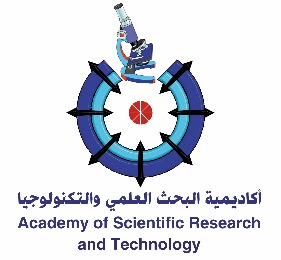 أكاديمية البحث العلمي والتكنولوجيا
Academy of Scientific Research
and Technology